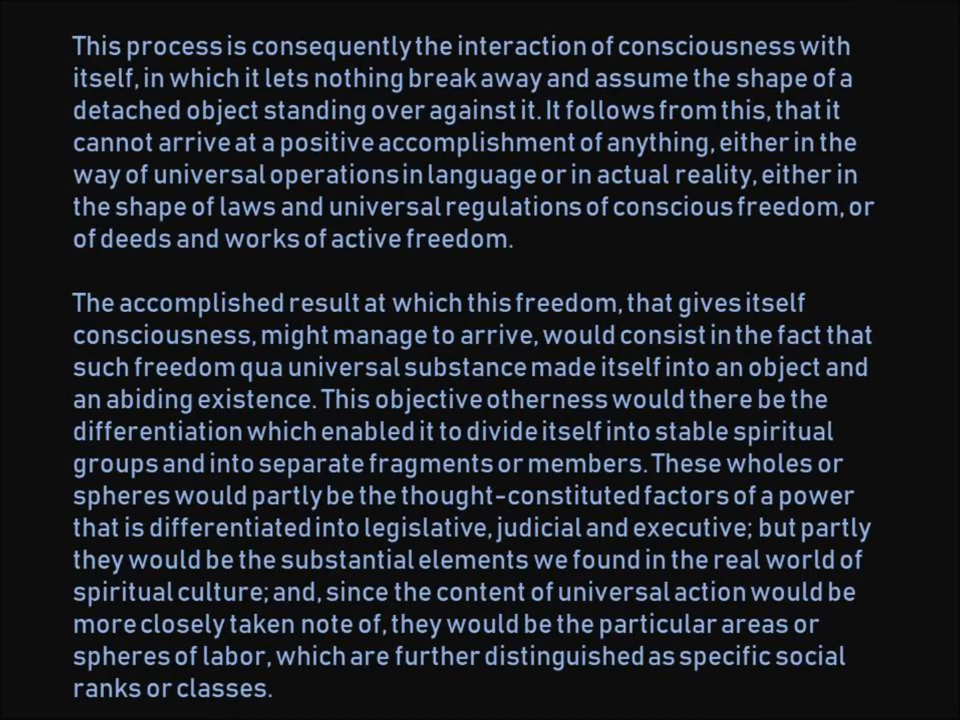 This process is consequently the interaction of consciousness with
itself, in which it lets nothing break away and assume the shape of a
detached object standing over against it. It follows from this, that it
cannot arrive at a positive accomplishment of anything, either in the
way of universal operations in language or in actual reality, either in
the shape of laws and universal regulations of conscious freedom, or
of deeds and works of active freedom.

The accomplished result at which this freedom, that gives itself
consciousness, might manage to arrive, would consist in the fact that
such freedom qua universal substance made itself into an object and
an abiding existence. This objective otherness would there be the
differentiation which enabled it to divide itself into stable spiritual
groups and into separate fragments or members. These wholes or
spheres would partly be the thought-constituted factors of a power
that is differentiated into legislative, judicial and executive; but partly
they would be the substantial elements we found in the real world of
spiritual culture; and, since the content of universal action would be
more closely taken note of, they would be the particular areas or
spheres of labor, which are further distinguished as specific social
ranks or classes.